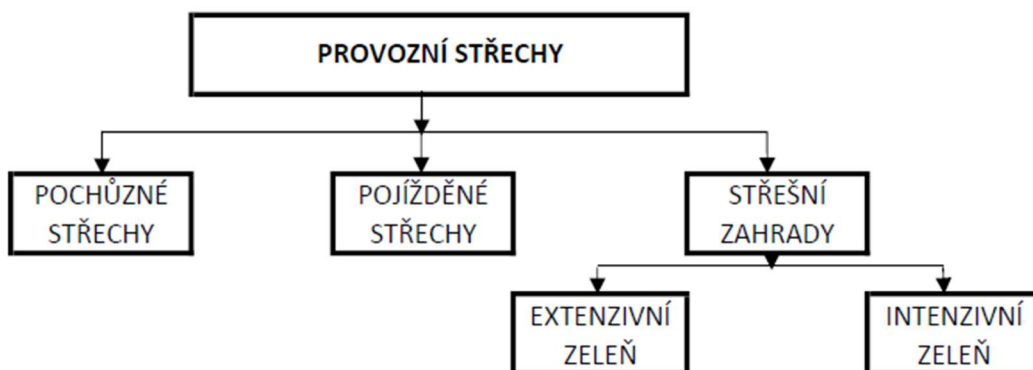 PROVOZNÍ STŘECHY
POCHŮZNÉ
STŘECHY
POJÍŽDĚNÉ
STŘECHY
STŘEŠNÍ
ZAHRADY
EXTENZIVNÍ
ZELEŇ
INTENZIVNÍ
ZELEŇ